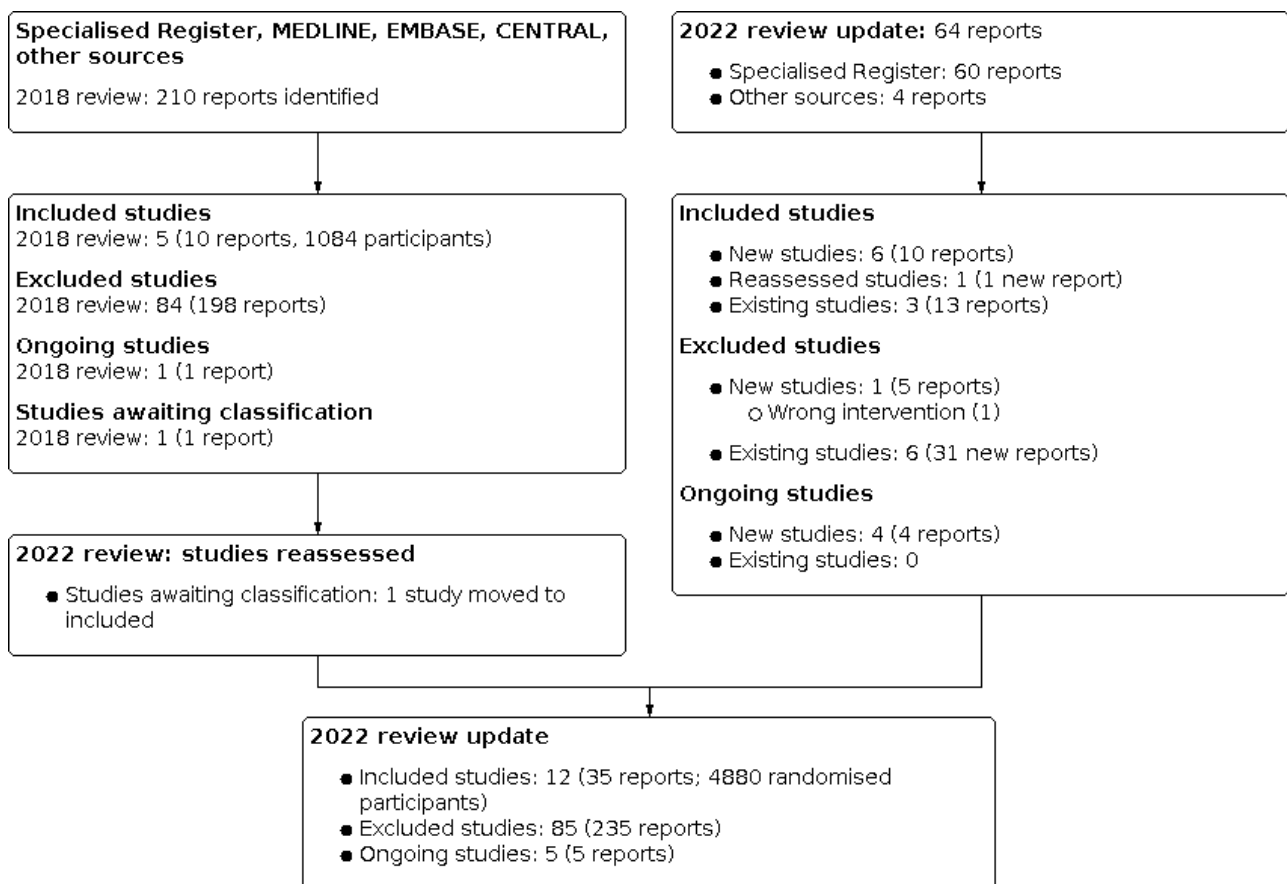 Specialised Register, MEDLINE, EMBASE, CENTRAL,
other sources
2018 review: 210 reports identified
2022 review update: 64 reports
● Specialised Register: 60 reports
● Other sources: 4 reports
Included studies
2018 review: 5 (10 reports, 1084 participants)
Excluded studies
2018 review: 84 (198 reports)
Ongoing studies
2018 review: 1 (1 report)
Studies awaiting classification
2018 review: 1 (1 report)
Included studies
● New studies: 6 (10 reports)
● Reassessed studies: 1 (1 new report)
● Existing studies: 3 (13 reports)
Excluded studies
● New studies: 1 (5 reports)
○ Wrong intervention (1)
● Existing studies: 6 (31 new reports)
Ongoing studies
● New studies: 4 (4 reports)
● Existing studies: 0
2022 review: studies reassessed
● Studies awaiting classification: 1 study moved to
included
2022 review update
● Included studies: 12 (35 reports; 4880 randomised
participants)
● Excluded studies: 85 (235 reports)
● Ongoing studies: 5 (5 reports)